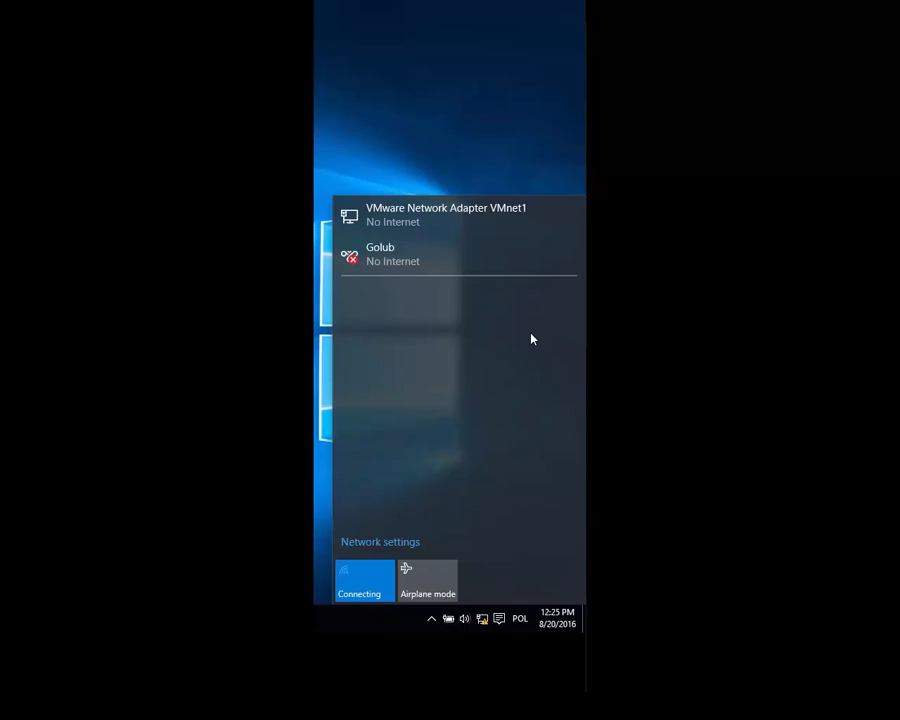 VMware Network Adapter VMnet1
No Internet
Golub
No Internet
Network settings
Connecting
Airplane mode
POL
12:25 PM
8/20/2016